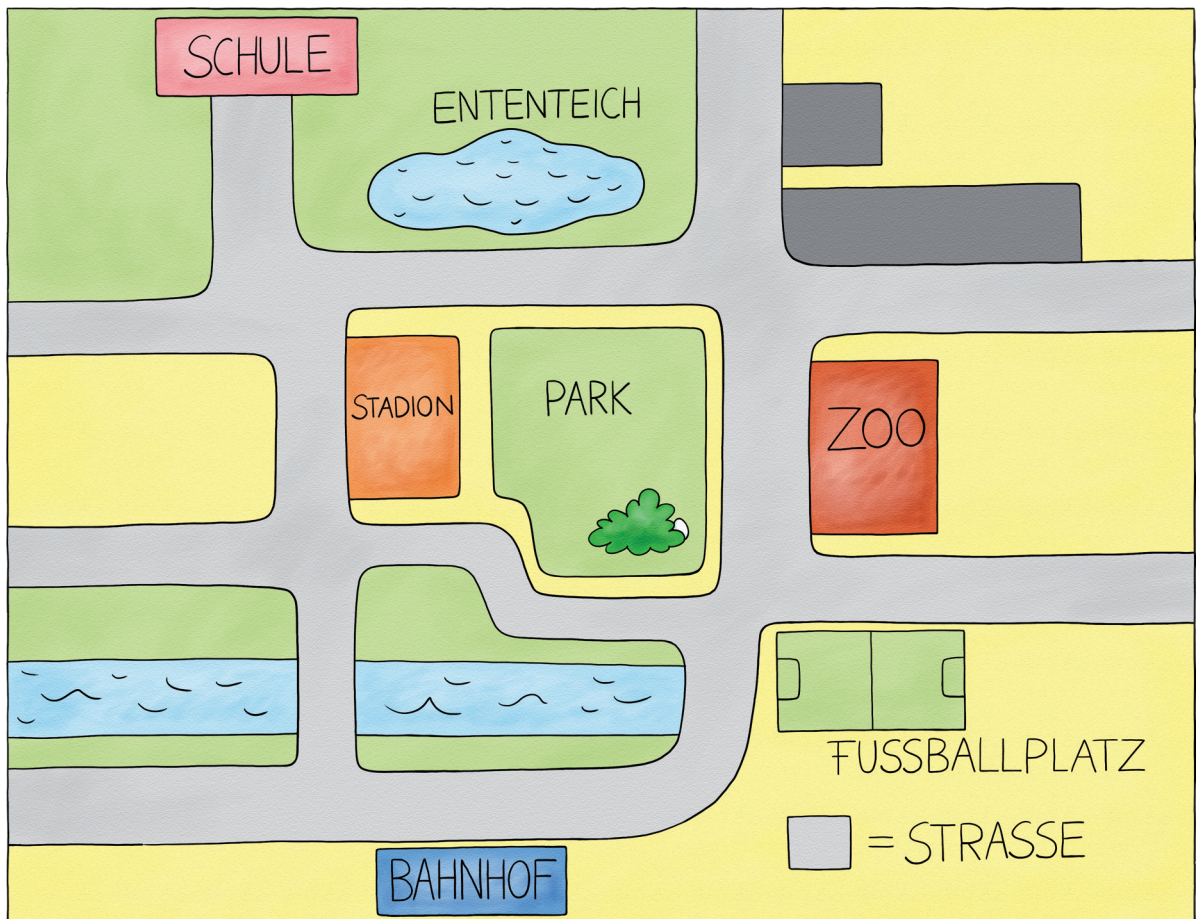 SCHULE
ENTENTEICH
STADION
PARK
ZOO
FUSSBALLPLATZ
= STRASSE
BAHNHOF